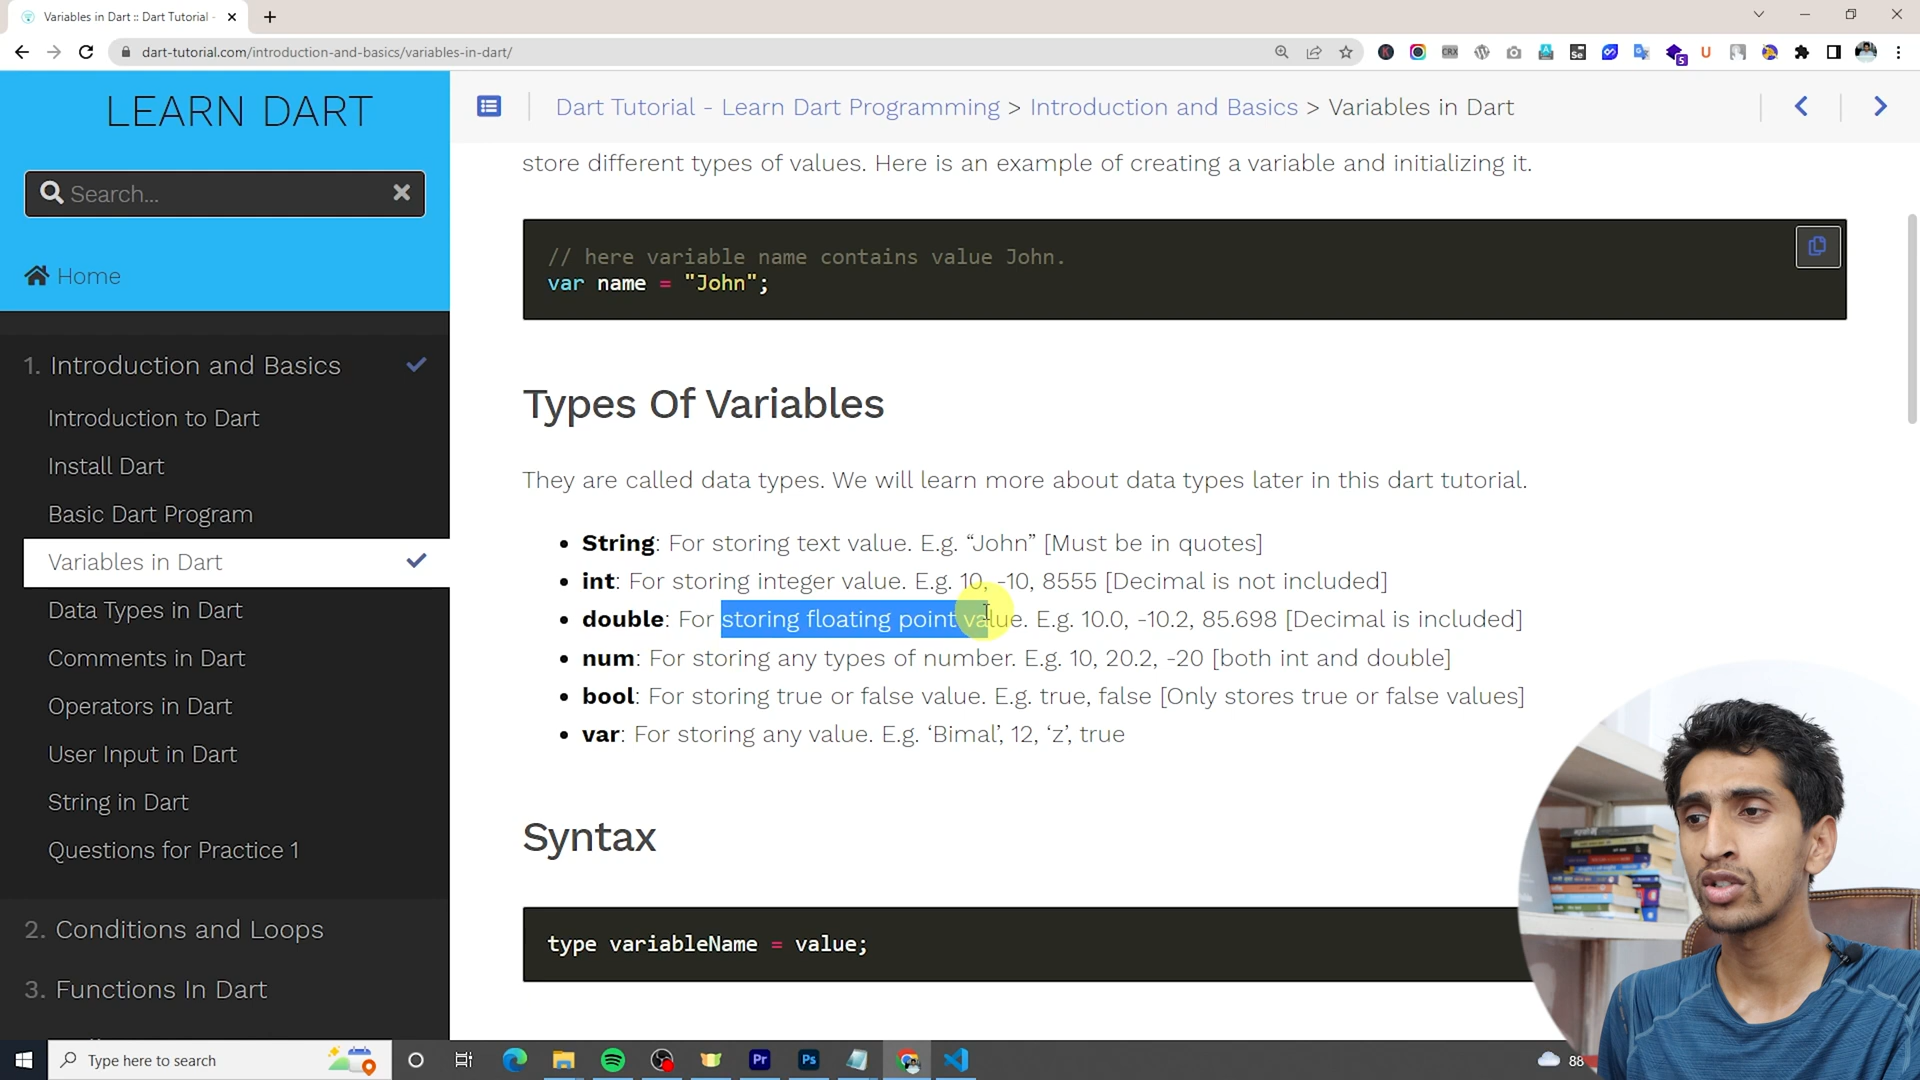 Variables in Dart :: Dart Tutorial -
dart-tutorial.com/introduction-and-basics/variables-in-dart/
LEARN DART
Search...
Home
1. Introduction and Basics
Introduction to Dart
Install Dart
Basic Dart Program
Variables in Dart
Data Types in Dart
Comments in Dart
Operators in Dart
User Input in Dart
String in Dart
Questions for Practice 1
2. Conditions and Loops
3. Functions In Dart
Dart Tutorial - Learn Dart Programming > Introduction and Basics > Variables in Dart
store different types of values. Here is an example of creating a variable and initializing it.
// here variable name contains value John.
var name = "John";
Types Of Variables
They are called data types. We will learn more about data types later in this dart tutorial.
• String: For storing text value. E.g. “John” [Must be in quotes]
• int: For storing integer value. E.g. 10, -10, 8555 [Decimal is not included]
• double: For storing floating point value. E.g. 10.0, -10.2, 85.698 [Decimal is included]
• num: For storing any types of number. E.g. 10, 20.2, -20 [both int and double]
• bool: For storing true or false value. E.g. true, false [Only stores true or false values]
• var: For storing any value. E.g. ‘Bimal’, 12, ‘z’, true
Syntax
type variableName = value;
Type here to search
Pr
Ps
88